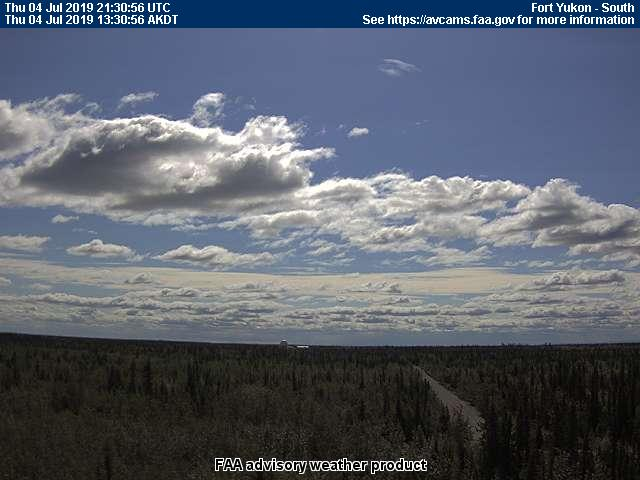 Thu 04 Jul 2019 21:30:56 UTC
Fort Yukon - South
Thu 04 Jul 2019 13:30:56 AKDT
See https://avcams.faa.gov for more information
FAA advisory weather product